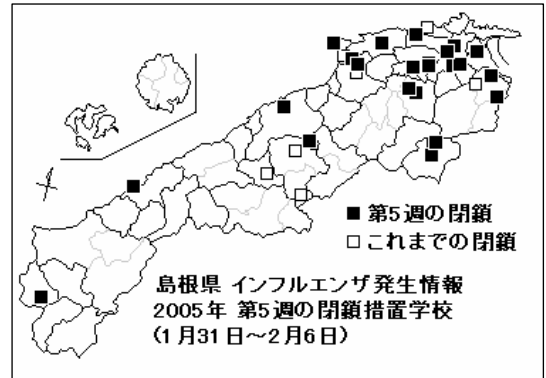 ■ 第5週の閉鎖
□ これまでの閉鎖
島根県 インフルエンザ発生情報
2005年 第5週の閉鎖措置学校
(1月31日~2月6日)